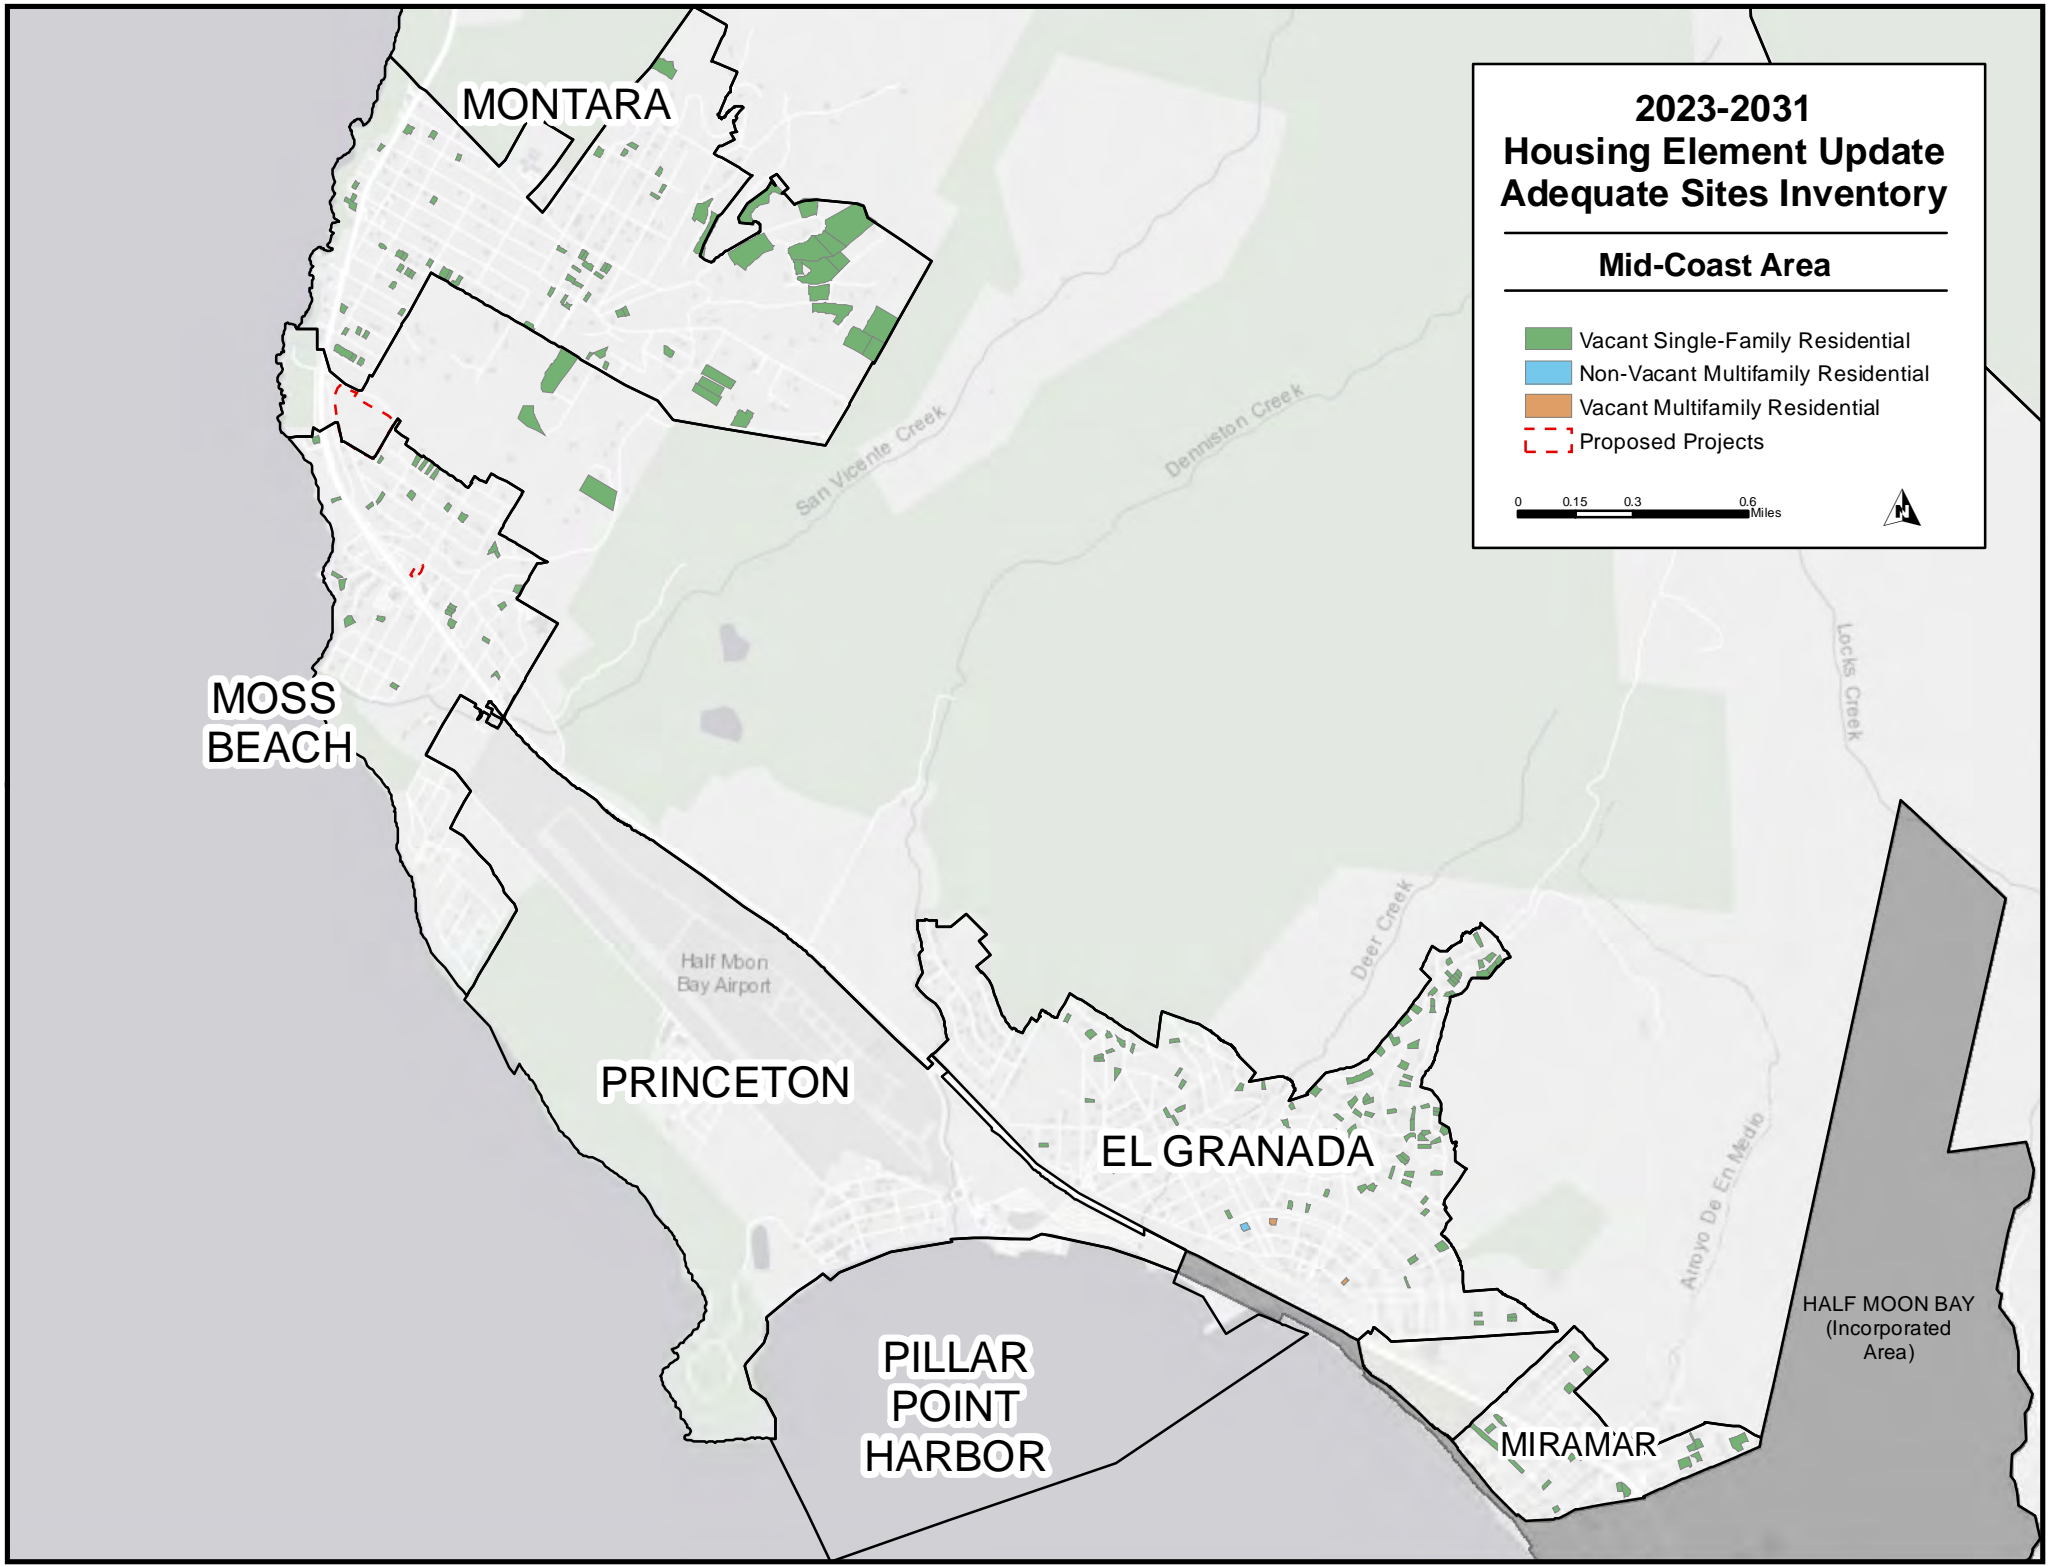 2023-2031
Housing Element Update
Adequate Sites Inventory
Mid-Coast Area
Vacant Single-Family Residential
Non-Vacant Multifamily Residential
Vacant Multifamily Residential
Proposed Projects
0 0.15 0.3 0.6
Miles
N
MONTARA
San Vicente Creek
Denniston Creek
Locks Creek
MOSS
BEACH
Half Moon
Bay Airport
Deer Creek
PRINCETON
EL GRANADA
Arroyo De En Medio
HALF MOON BAY
(Incorporated
Area)
PILLAR
POINT
HARBOR
MIRAMAR